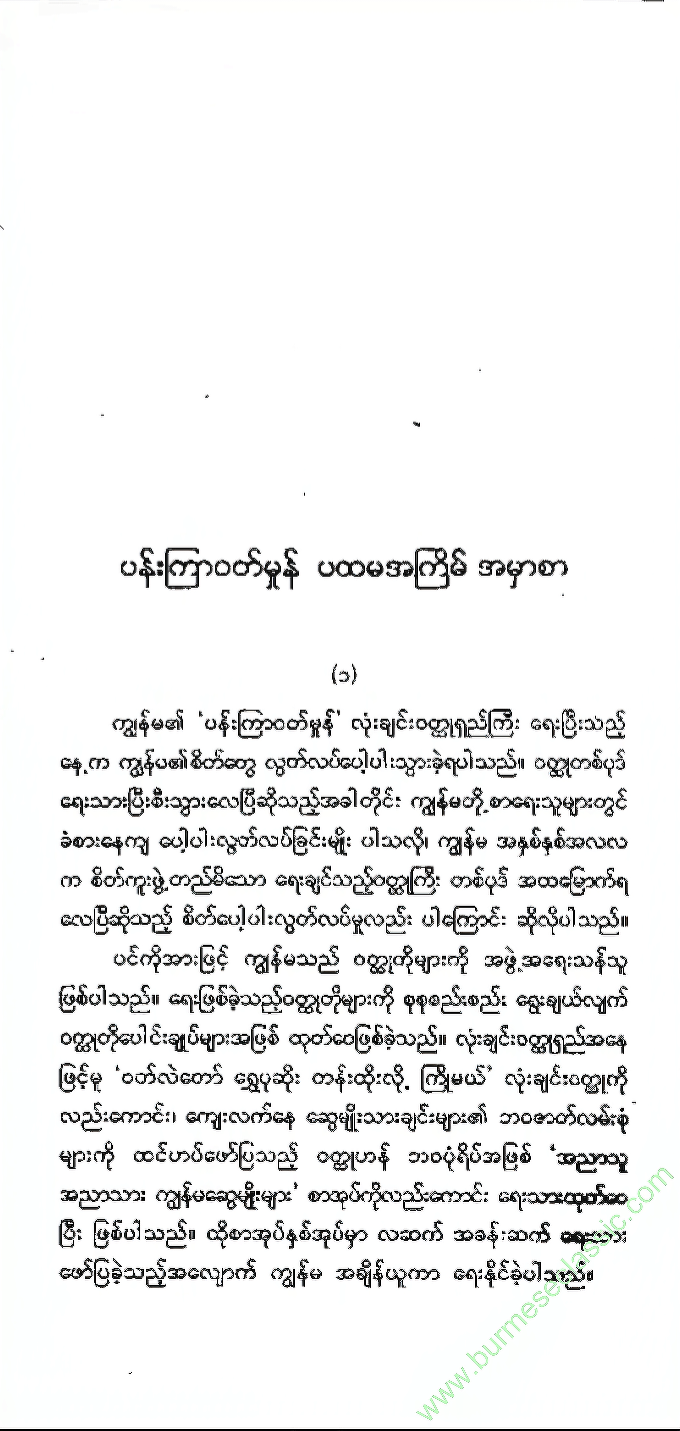 ပန်းကြာဝတ်မှုန် ပထမအကြိမ် အမှာစာ
(၁)
ကျွန်မ၏ ‘ပန်းကြာဝတ်မှုန်’ လုံးချင်းဝတ္ထုရှည်ကြီး ရေးပြီးသည့်
နေ့က ကျွန်မ၏စိတ်တွေ လွတ်လပ်ပေါ့ပါးသွားခဲ့ရပါသည်။ ဝတ္ထုတစ်ပုဒ်
ရေးသားပြီးစီးသွားလေပြီဆိုသည့်အခါတိုင်း ကျွန်မတို့စာရေးသူများတွင်
ခံစားနေကျ ပေါ့ပါးလွတ်လပ်ခြင်းမျိုး ပါသလို၊ ကျွန်မ အနှစ်နှစ်အလလ
က စိတ်ကူးဖွဲ့တည်မိသော ရေးချင်သည့်ဝတ္ထုကြီး တစ်ပုဒ် အထမြောက်ရ
လေပြီဆိုသည့် စိတ်ပေါ့ပါးလွတ်လပ်မှုလည်း ပါကြောင်း ဆိုလိုပါသည်။
ပင်ကိုအားဖြင့် ကျွန်မသည် ဝတ္ထုတိုများကို အဖွဲ့အရေးသန်သူ
ဖြစ်ပါသည်။ ရေးဖြစ်ခဲ့သည့်ဝတ္ထုတိုများကို စုစုစည်းစည်း ရွေးချယ်လျက်
ဝတ္ထုတိုပေါင်းချုပ်များအဖြစ် ထုတ်ဝေဖြစ်ခဲ့သည်။ လုံးချင်းဝတ္ထုရှည်အနေ
ဖြင့်မူ ‘ဝတ်လဲတော် ရွှေပုဆိုး တန်းထိုးလို့ ကြိုမယ်’ လုံးချင်းဝတ္ထုကို
လည်းကောင်း၊ ကျေးလက်နေ ဆွေမျိုးသားချင်းများ၏ ဘဝဇာတ်လမ်းစုံ
များကို ထင်ဟပ်ဖော်ပြသည့် ဝတ္ထုဟန် ဘဝပုံရိပ်အဖြစ် ‘အညာသူ
အညာသား ကျွန်မဆွေမျိုးများ’ စာအုပ်ကိုလည်းကောင်း ရေးသားထုတ်ဝေ
ပြီး ဖြစ်ပါသည်။ ထိုစာအုပ်နှစ်အုပ်မှာ လဆက် အခန်းဆက် ရေးသား
ဖော်ပြခဲ့သည့်အလျောက် ကျွန်မ အချိန်ယူကာ ရေးနိုင်ခဲ့ပါသည်။
www.burmeseclassic.com